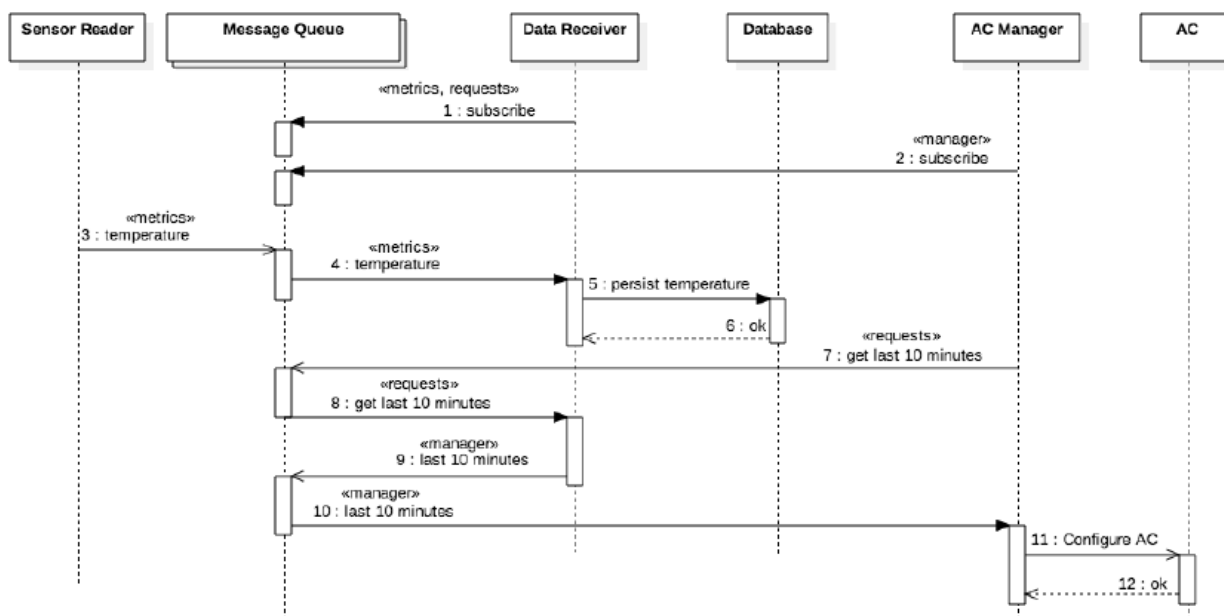 Sensor Reader
Message Queue
Data Receiver
Database
AC Manager
AC
«metrics, requests»
1 : subscribe
«manager»
2 : subscribe
«metrics»
3 : temperature
«metrics»
4 : temperature
5 : persist temperature
6 : ok
«requests»
7 : get last 10 minutes
«requests»
8 : get last 10 minutes
«manager»
9 : last 10 minutes
«manager»
10 : last 10 minutes
11 : Configure AC
12 : ok